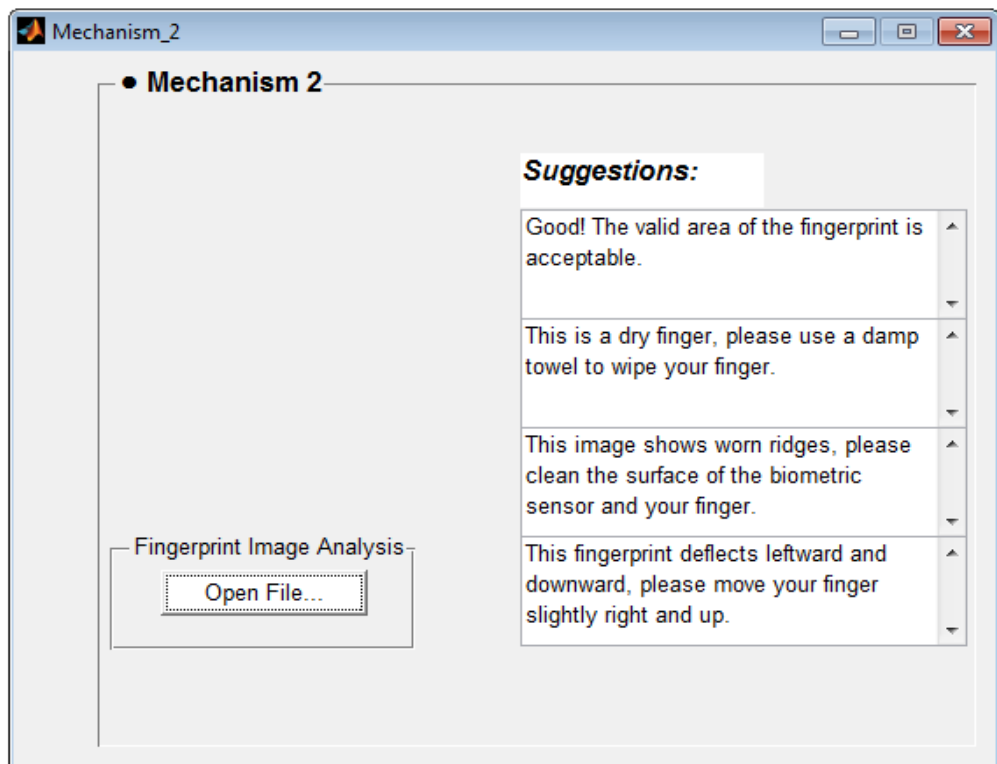 Mechanism_2
● Mechanism 2
Suggestions:
Good! The valid area of the fingerprint is
acceptable.
This is a dry finger, please use a damp
towel to wipe your finger.
This image shows worn ridges, please
clean the surface of the biometric
sensor and your finger.
Fingerprint Image Analysis
Open File...
This fingerprint deflects leftward and
downward, please move your finger
slightly right and up.